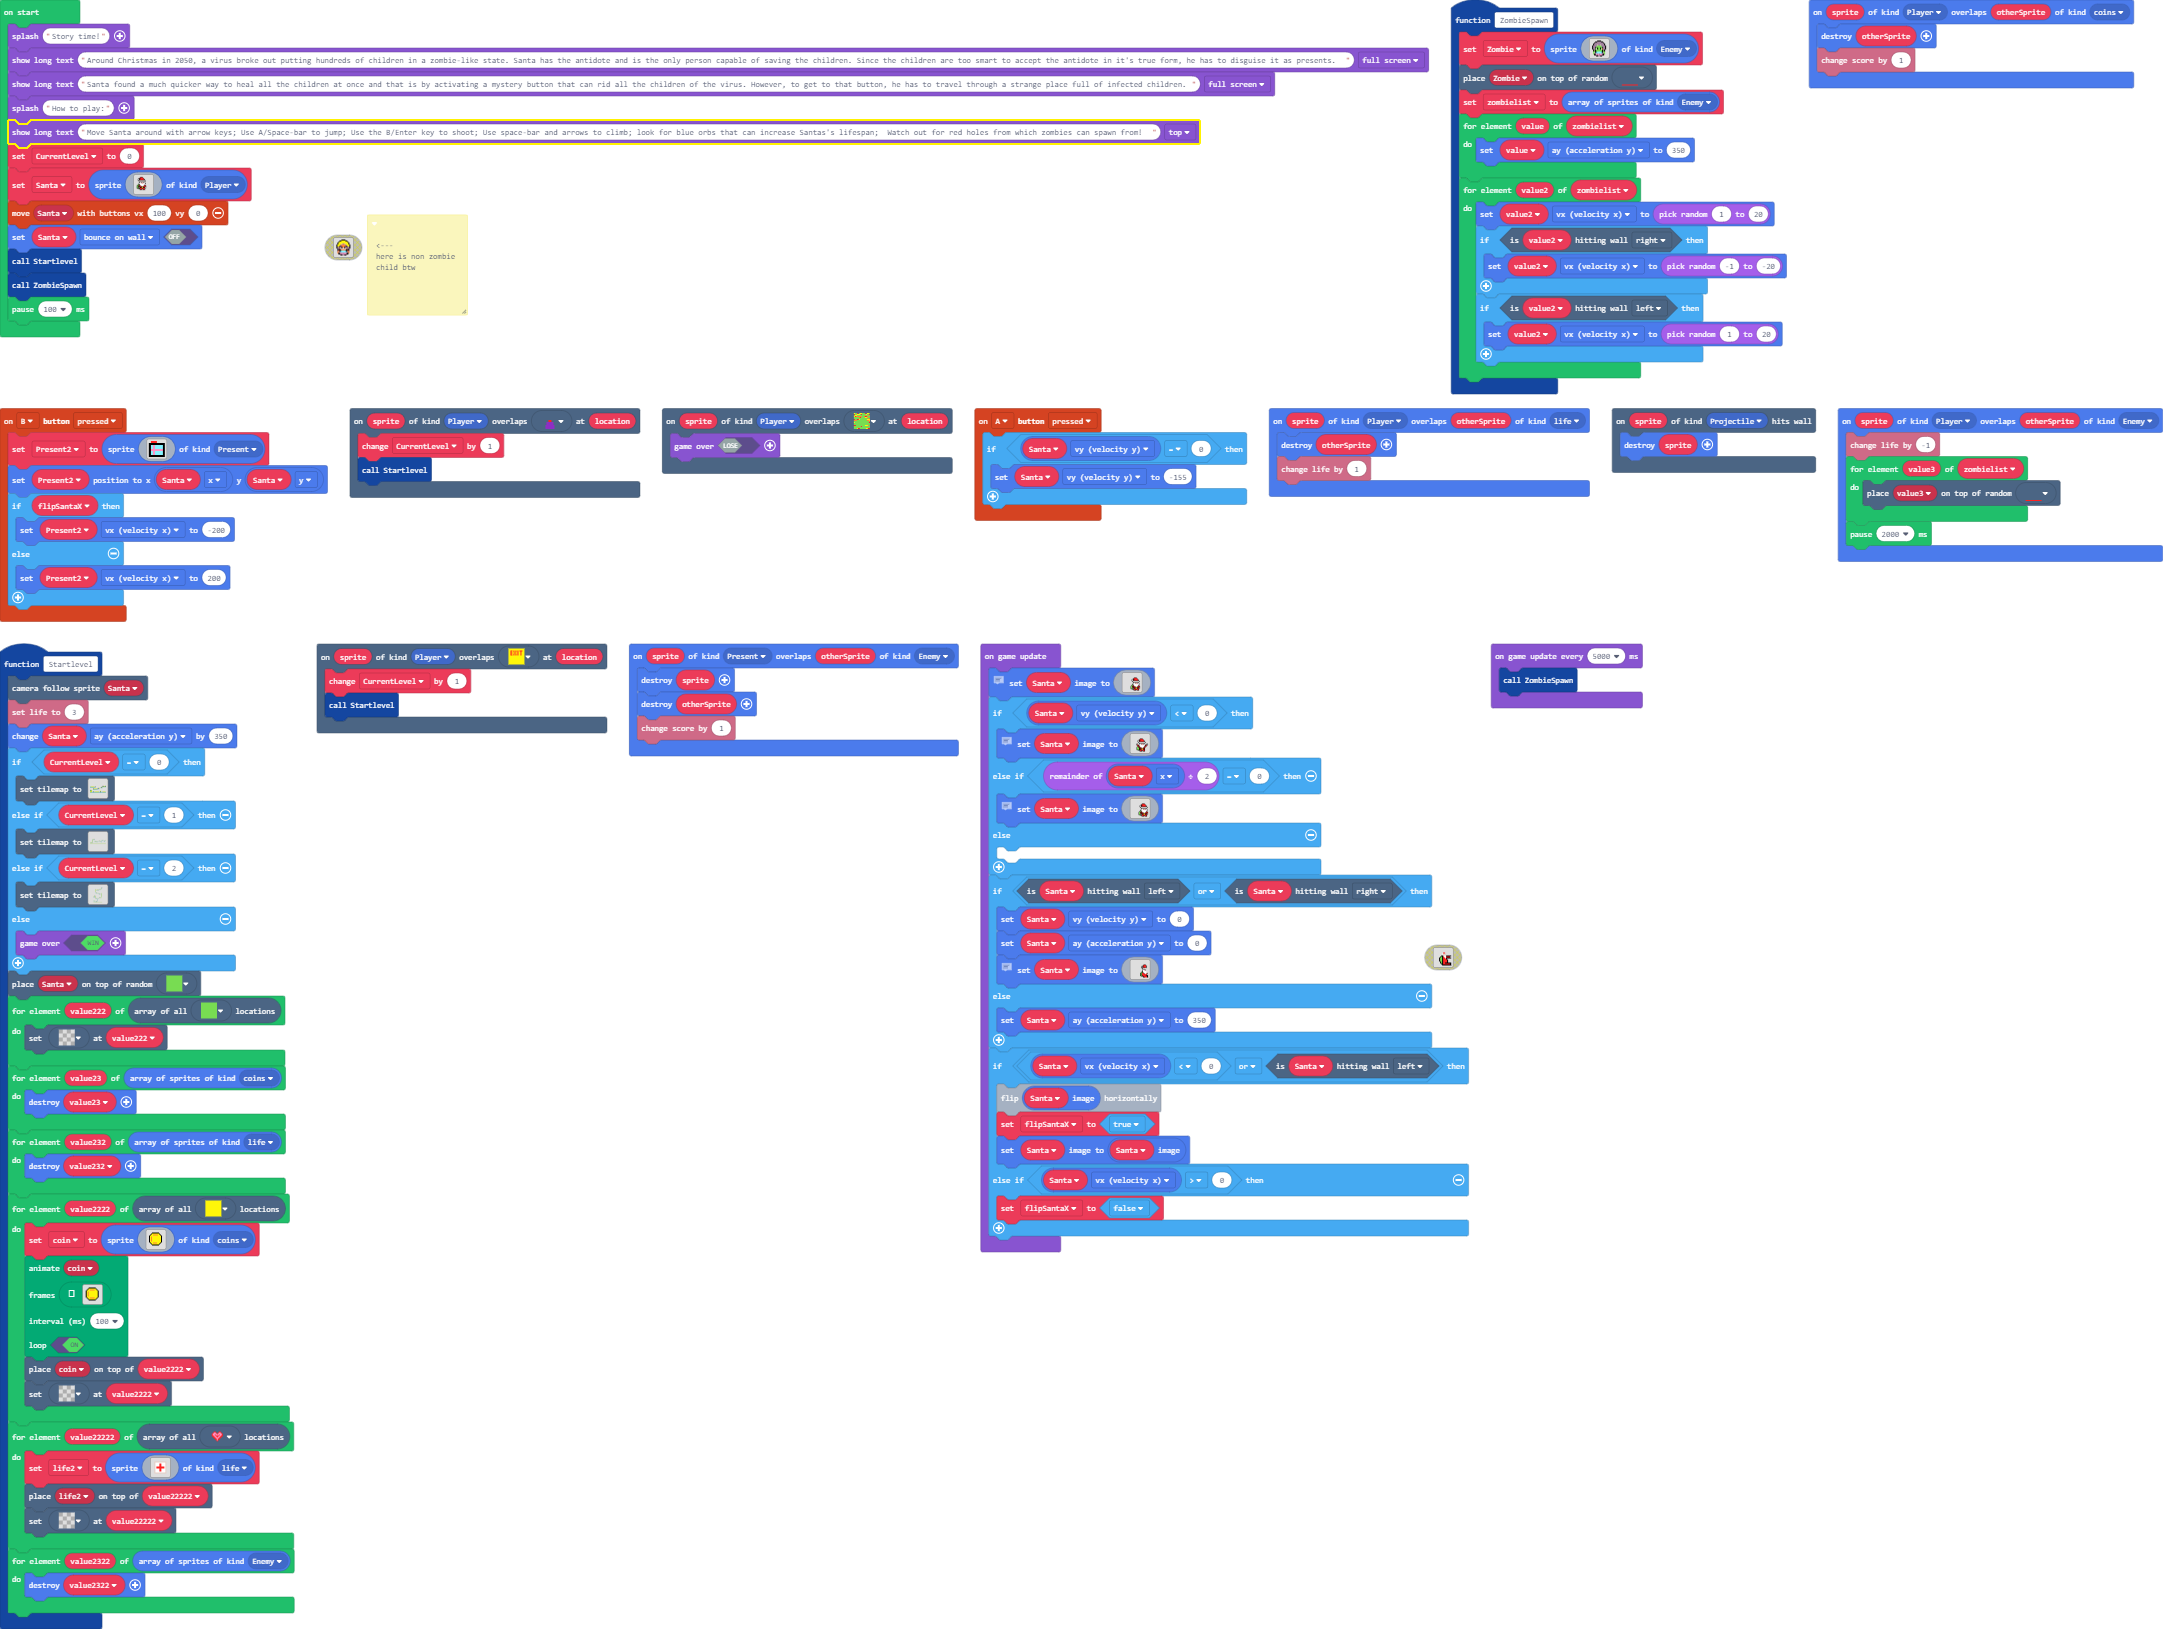 on start
splash "Story time!"
show long text "Around Christmas in 2050, a virus broke out putting hundreds of children in a zombie-like state. Santa has the antidote and is the only person capable of saving the children. Since the children are too smart to accept the antidote in it's true form, he has to disguise it as presents. " full screen
show long text "Santa found a much quicker way to heal all the children at once and that is by activating a mystery button that can rid all the children of the virus. However, to get to that button, he has to travel through a strange place full of infected children. " full screen
splash "How to play:"
show long text "Move Santa around with arrow keys; Use A/Space-bar to jump; Use the B/Enter key to shoot; Use space-bar and arrows to climb; look for blue orbs that can increase Santas's lifespan;  Watch out for red holes from which zombies can spawn from!  " top
set CurrentLevel to 0
set Santa to sprite of kind Player
move Santa with buttons vx 100 vy 0
set Santa bounce on wall OFF
call Startlevel
call ZombieSpawn
pause 100 ms
<---
here is non zombie
child btw
function ZombieSpawn
set Zombie to sprite of kind Enemy
place Zombie on top of random
set zombielist to array of sprites of kind Enemy
for element value of zombielist
do set value ay (acceleration y) to 350
for element value2 of zombielist
do set value2 vx (velocity x) to pick random 1 to 20
if is value2 hitting wall right then
set value2 vx (velocity x) to pick random -1 to -20
if is value2 hitting wall left then
set value2 vx (velocity x) to pick random 1 to 20
on sprite of kind Player overlaps otherSprite of kind coins
destroy otherSprite
change score by 1
on B button pressed
set Present2 to sprite of kind Present
set Present2 position to x Santa x y Santa y
if flipSantaX then
set Present2 vx (velocity x) to -200
else
set Present2 vx (velocity x) to 200
on sprite of kind Player overlaps at location
change CurrentLevel by 1
call Startlevel
on sprite of kind Player overlaps at location
game over LOSE
on A button pressed
if Santa vy (velocity y) = 0 then
set Santa vy (velocity y) to -155
on sprite of kind Player overlaps otherSprite of kind life
destroy otherSprite
change life by 1
on sprite of kind Projectile hits wall
destroy sprite
on sprite of kind Player overlaps otherSprite of kind Enemy
change life by -1
for element value3 of zombielist
do place value3 on top of random
pause 2000 ms
function Startlevel
camera follow sprite Santa
set life to 3
change Santa ay (acceleration y) by 350
if CurrentLevel = 0 then
set tilemap to
else if CurrentLevel = 1 then
set tilemap to
else if CurrentLevel = 2 then
set tilemap to
else
game over WIN
place Santa on top of random
for element value222 of array of all locations
do set at value222
for element value23 of array of sprites of kind coins
do destroy value23
for element value232 of array of sprites of kind life
do destroy value232
for element value2222 of array of all locations
do set coin to sprite of kind coins
animate coin
frames
interval (ms) 100
loop ON
place coin on top of value2222
set at value2222
for element value22222 of array of all locations
do set life2 to sprite of kind life
place life2 on top of value22222
set at value22222
for element value2322 of array of sprites of kind Enemy
do destroy value2322
on sprite of kind Player overlaps EXIT at location
change CurrentLevel by 1
call Startlevel
on sprite of kind Present overlaps otherSprite of kind Enemy
destroy sprite
destroy otherSprite
change score by 1
on game update
set Santa image to
if Santa vy (velocity y) < 0 then
set Santa image to
else if remainder of Santa x ÷ 2 = 0 then
set Santa image to
else
if is Santa hitting wall left or is Santa hitting wall right then
set Santa vy (velocity y) to 0
set Santa ay (acceleration y) to 0
set Santa image to
else
set Santa ay (acceleration y) to 350
if Santa vx (velocity x) < 0 or is Santa hitting wall left then
flip Santa image horizontally
set flipSantaX to true
set Santa image to Santa image
else if Santa vx (velocity x) > 0 then
set flipSantaX to false
on game update every 5000 ms
call ZombieSpawn